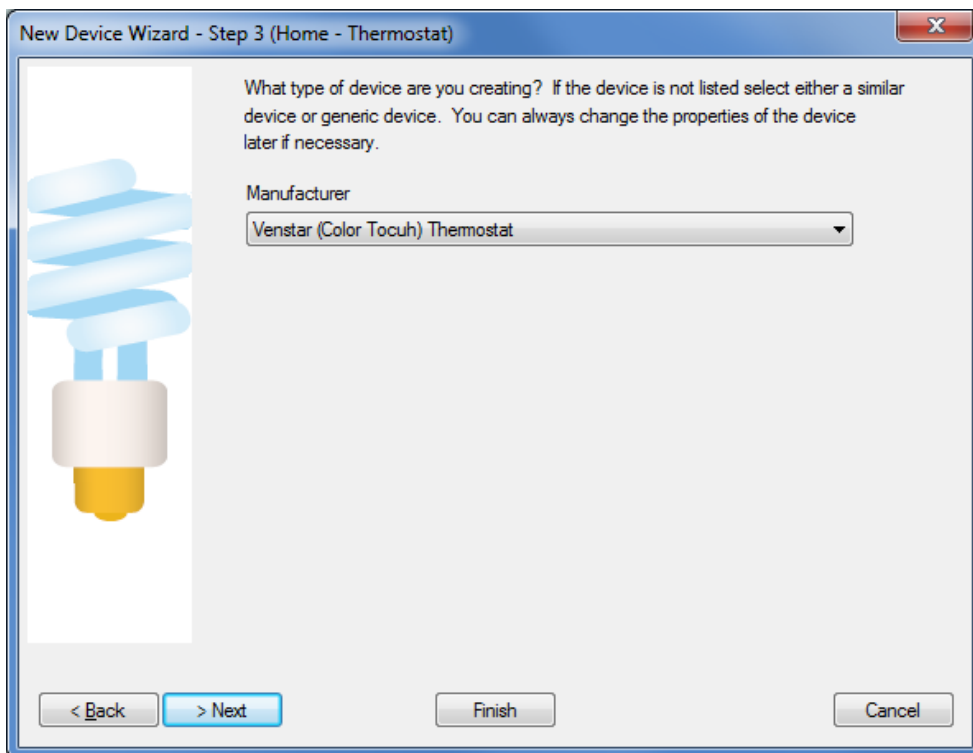 New Device Wizard - Step 3 (Home - Thermostat)
What type of device are you creating?  If the device is not listed select either a similar
device or generic device.  You can always change the properties of the device
later if necessary.
Manufacturer
Venstar (Color Tocuh) Thermostat
< Back
> Next
Finish
Cancel